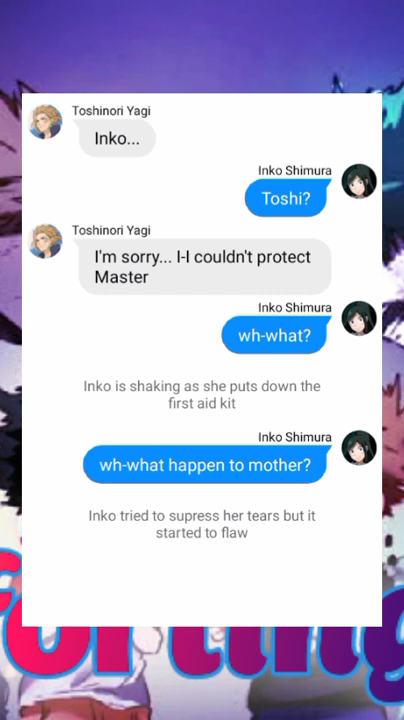 Toshinori Yagi
Inko...
Inko Shimura
Toshi?
Toshinori Yagi
I'm sorry... I-I couldn't protect
Master
Inko Shimura
wh-what?
Inko is shaking as she puts down the
first aid kit
Inko Shimura
wh-what happen to mother?
Inko tried to supress her tears but it
started to flaw